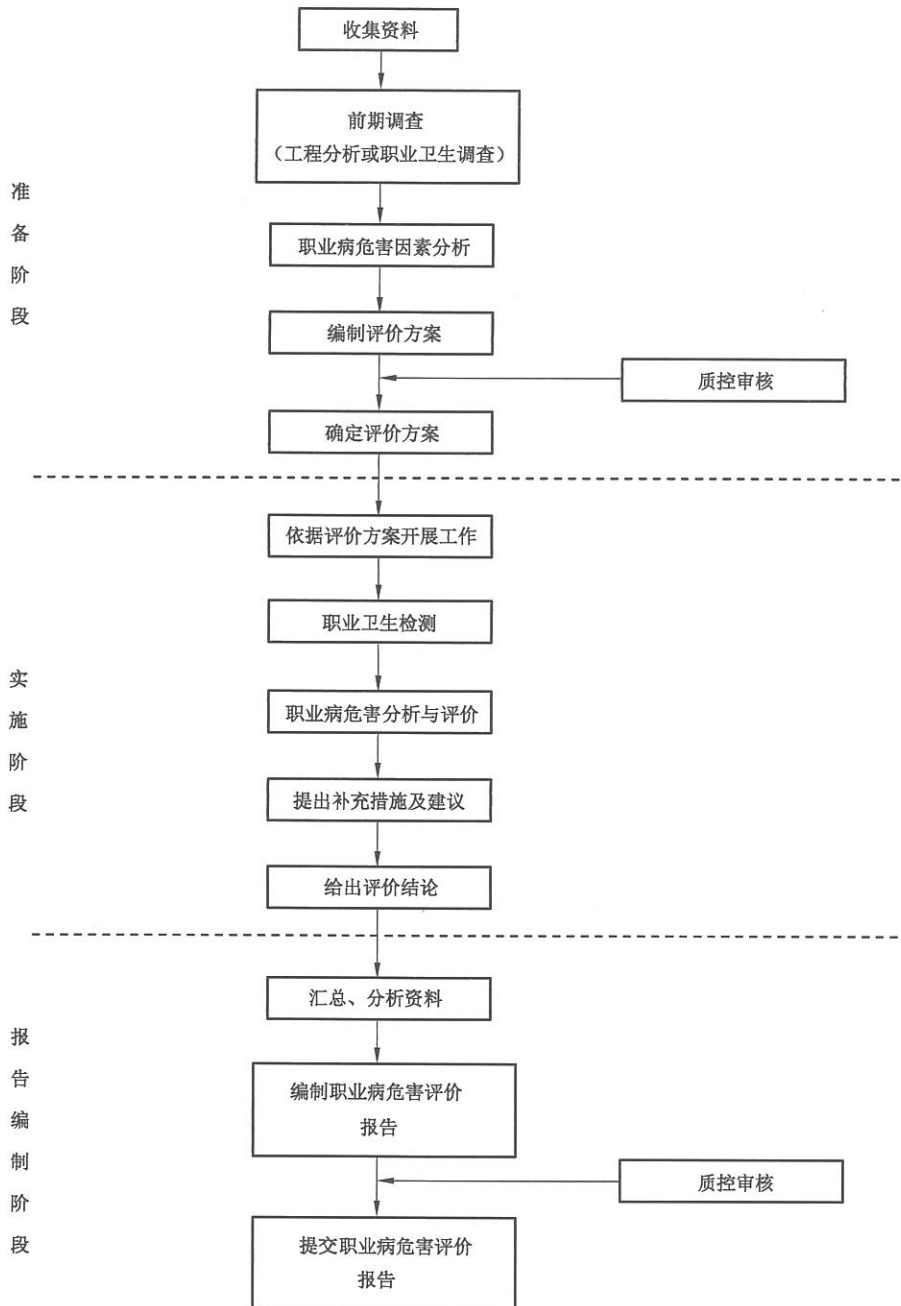 收集资料
前期调查
（工程分析或职业卫生调查）
职业病危害因素分析
编制评价方案
质控审核
确定评价方案
准
备
阶
段
依据评价方案开展工作
职业卫生检测
职业病危害分析与评价
提出补充措施及建议
给出评价结论
实
施
阶
段
汇总、分析资料
编制职业病危害评价
报告
质控审核
提交职业病危害评价
报告
报
告
编
制
阶
段